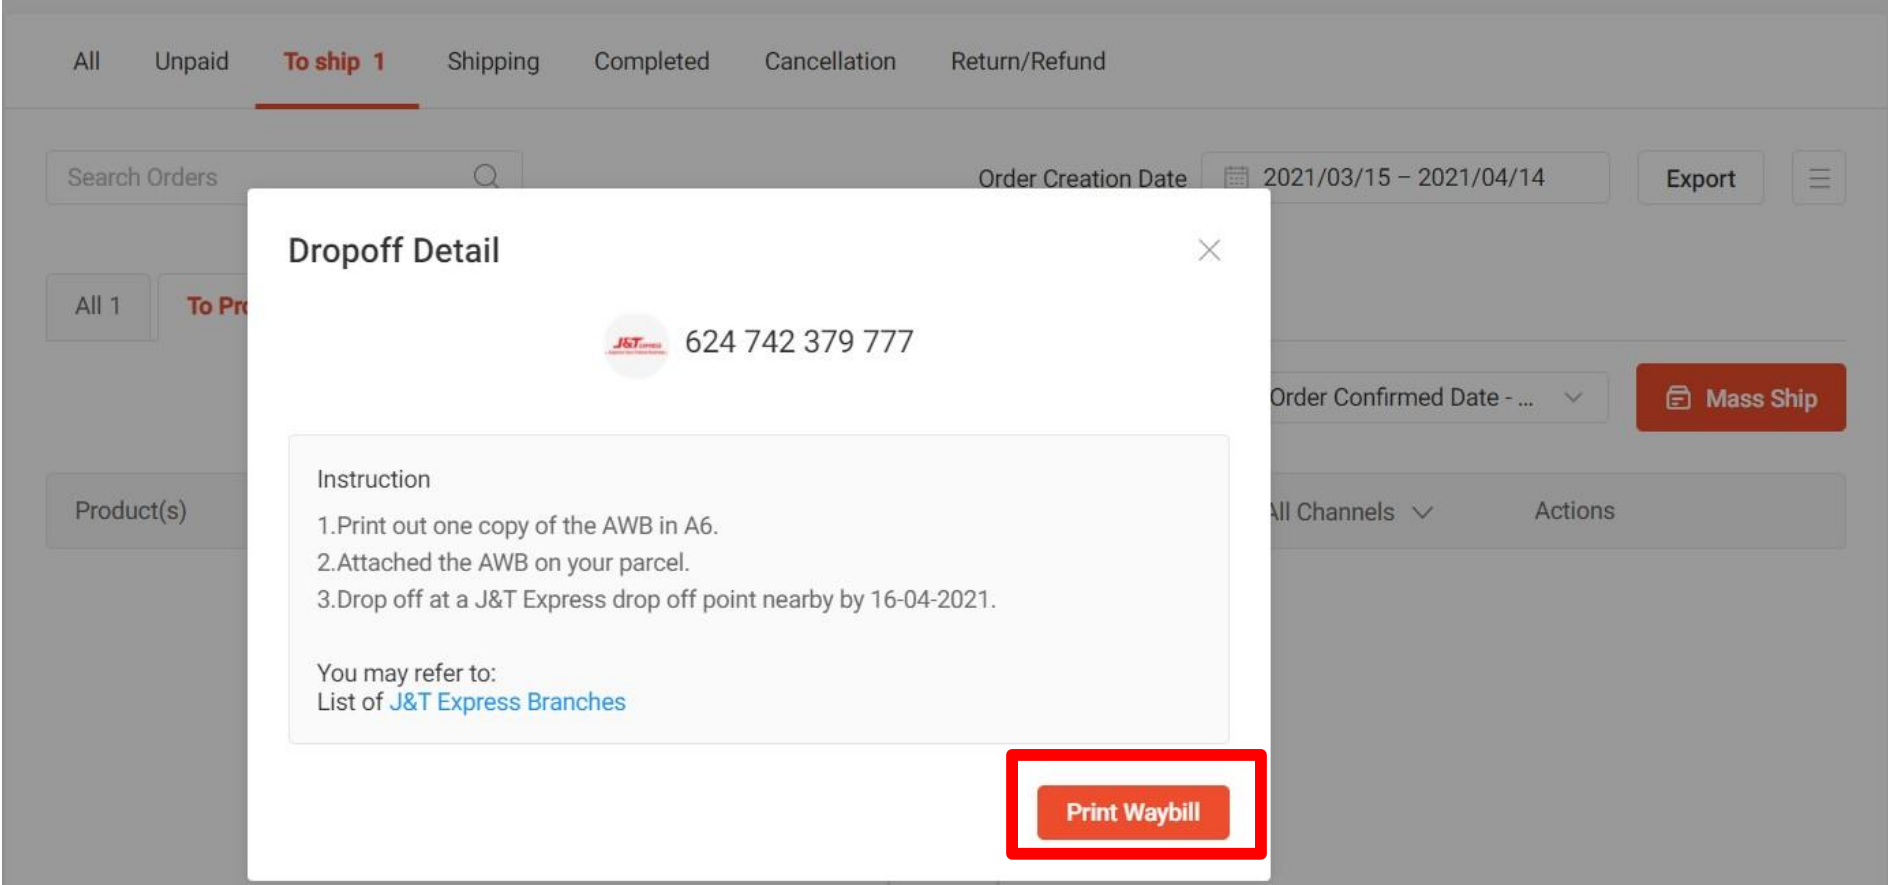 All Unpaid To ship 1 Shipping Completed Cancellation Return/Refund
Search Orders Order Creation Date 2021/03/15 – 2021/04/14 Export
Dropoff Detail
All 1 To Pro
J&T EXPRESS 624 742 379 777
Order Confirmed Date - ... Mass Ship
Instruction
Product(s) All Channels Actions
1.Print out one copy of the AWB in A6.
2.Attached the AWB on your parcel.
3.Drop off at a J&T Express drop off point nearby by 16-04-2021.
You may refer to:
List of J&T Express Branches
Print Waybill